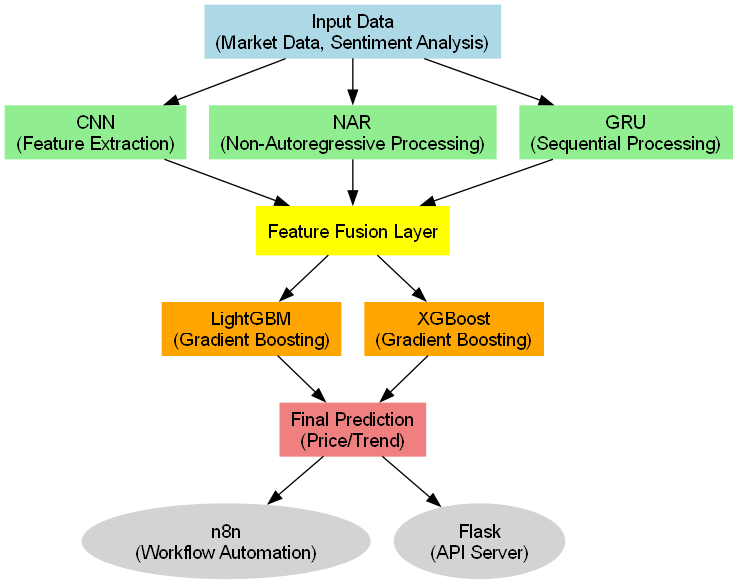 Input Data
(Market Data, Sentiment Analysis)
CNN
(Feature Extraction)
NAR
(Non-Autoregressive Processing)
GRU
(Sequential Processing)
Feature Fusion Layer
LightGBM
(Gradient Boosting)
XGBoost
(Gradient Boosting)
Final Prediction
(Price/Trend)
n8n
(Workflow Automation)
Flask
(API Server)